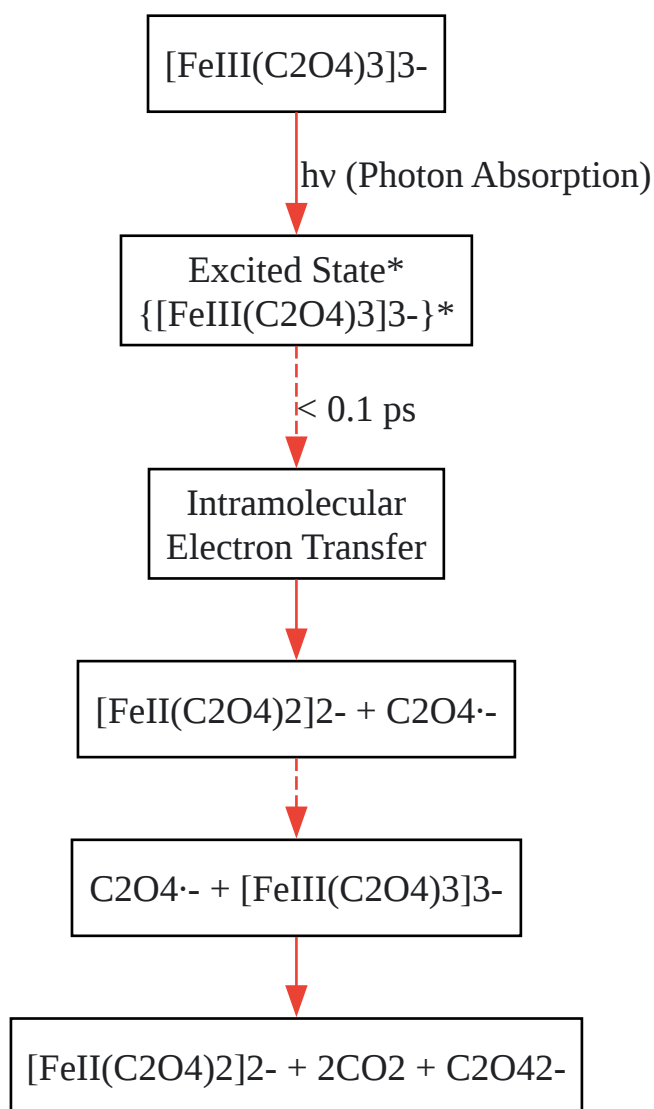 [FeIII(C2O4)3]3-
hν (Photon Absorption)
Excited State*
{[FeIII(C2O4)3]3-}*
< 0.1 ps
Intramolecular
Electron Transfer
[FeII(C2O4)2]2- + C2O4·-
C2O4·- + [FeIII(C2O4)3]3-
[FeII(C2O4)2]2- + 2CO2 + C2O42-